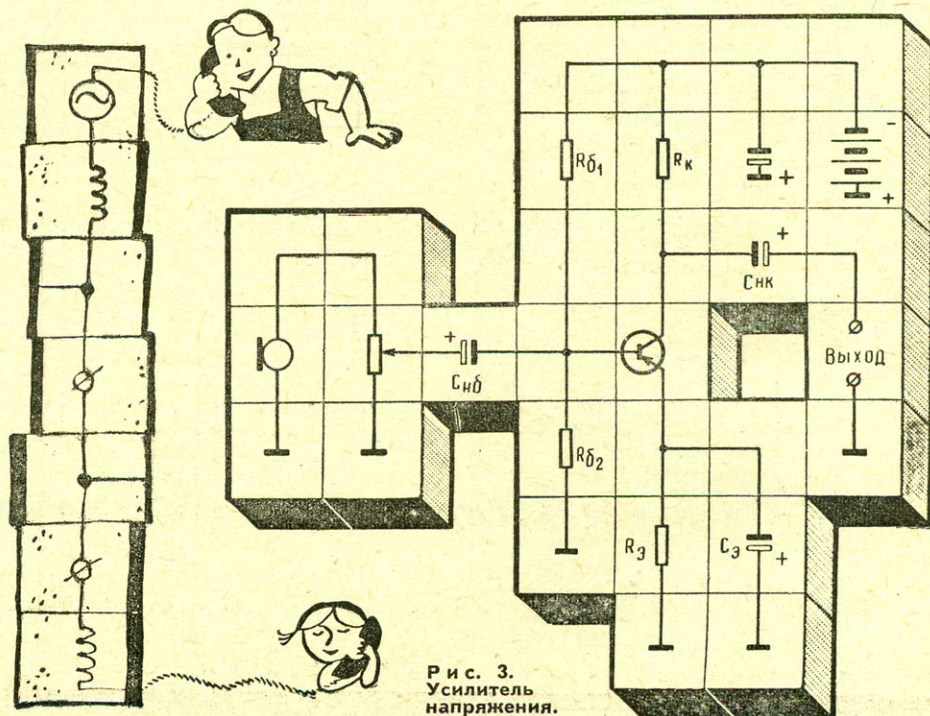 -
Rб1
Rк
+
+
+
Cнк
+
Cнб
Выход
Rб2
Rэ
Cэ
+
Рис. 3.
Усилитель
напряжения.